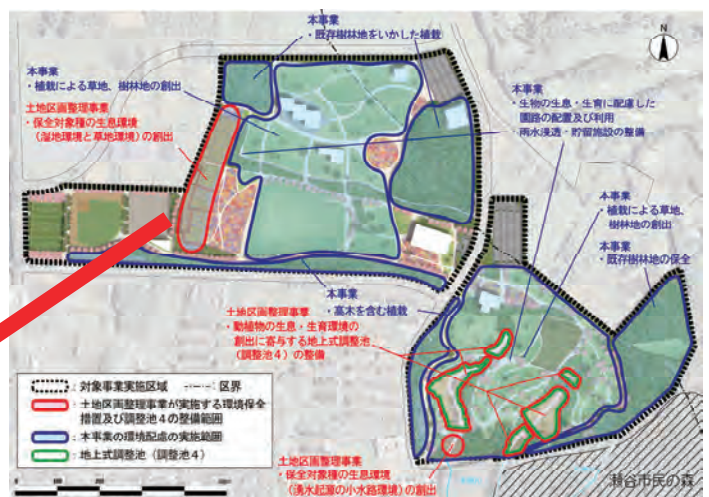 本事業
・既存樹林地をいかした植栽
N
本事業
・植栽による草地、樹林地の創出
土地区画整理事業
・保全対象種の生息環境
（湿地環境と草地環境）の創出
本事業
・生物の生息・生育に配慮した
園路の配置及び利用
・雨水浸透・貯留施設の整備
本事業
・植栽による草地、
樹林地の創出
本事業
・既存樹林地の保全
本事業
・高木を含む植栽
土地区画整理事業
・動植物の生息・生育環境の
創出に寄与する地上式調整池
（調整池４）の整備
：対象事業実施区域
：区界
：土地区画整理事業が実施する環境保全
措置及び調整池４の整備範囲
：本事業の環境配慮の実施範囲
：地上式調整池（調整池４）
土地区画整理事業
・保全対象種の生息環境
（湧水起源の小水路環境）の創出
瀬谷市民の森